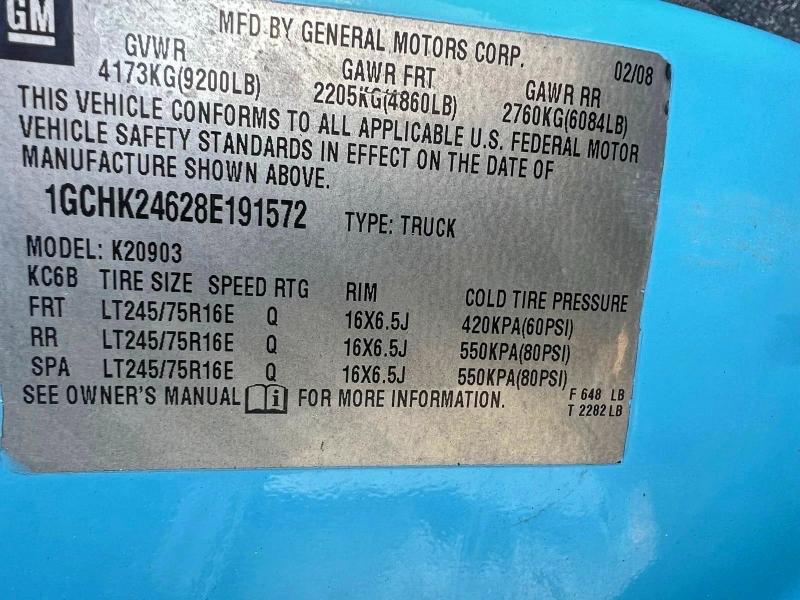 GM
MFD BY GENERAL MOTORS CORP.
02/08
GVWR GAWR FRT GAWR RR
4173KG(9200LB) 2205KG(4860LB) 2760KG(6084LB)
THIS VEHICLE CONFORMS TO ALL APPLICABLE U.S. FEDERAL MOTOR
VEHICLE SAFETY STANDARDS IN EFFECT ON THE DATE OF
MANUFACTURE SHOWN ABOVE.
1GCHK24628E191572 TYPE: TRUCK
MODEL: K20903
KC6B TIRE SIZE SPEED RTG RIM COLD TIRE PRESSURE
FRT LT245/75R16E Q 16X6.5J 420KPA(60PSI)
RR LT245/75R16E Q 16X6.5J 550KPA(80PSI)
SPA LT245/75R16E Q 16X6.5J 550KPA(80PSI)
SEE OWNER'S MANUAL i FOR MORE INFORMATION.
F 648 LB
T 2282 LB